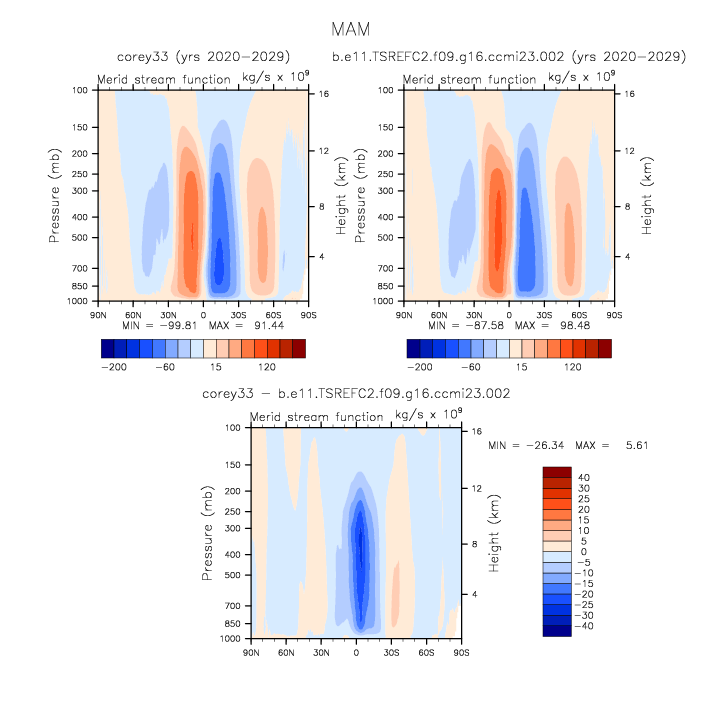 MAM
corey33 (yrs 2020-2029)
b.e11.TSREFC2.f09.g16.ccmi23.002 (yrs 2020-2029)
Merid stream function kg/s x 10⁹
Merid stream function kg/s x 10⁹
Pressure (mb)
100
150
200
250
300
400
500
700
850
1000
16
12
8
4
Height (km)
90N 60N 30N 0 30S 60S 90S
MIN = -99.81 MAX = 91.44
-200 -60 15 120
Pressure (mb)
100
150
200
250
300
400
500
700
850
1000
16
12
8
4
Height (km)
90N 60N 30N 0 30S 60S 90S
MIN = -87.58 MAX = 98.48
-200 -60 15 120
corey33 - b.e11.TSREFC2.f09.g16.ccmi23.002
Merid stream function kg/s x 10⁹
MIN = -26.34 MAX = 5.61
Pressure (mb)
100
150
200
250
300
400
500
700
850
1000
16
12
8
4
Height (km)
90N 60N 30N 0 30S 60S 90S
40
30
25
20
15
10
5
0
-5
-10
-15
-20
-25
-30
-40